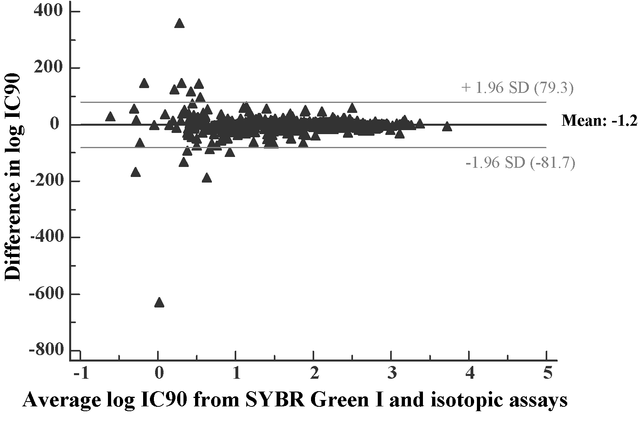 400
200
0
-200
-400
-600
-800
Difference in log IC90
+ 1.96 SD (79.3)
Mean: -1.2
-1.96 SD (-81.7)
-1 0 1 2 3 4 5
Average log IC90 from SYBR Green I and isotopic assays